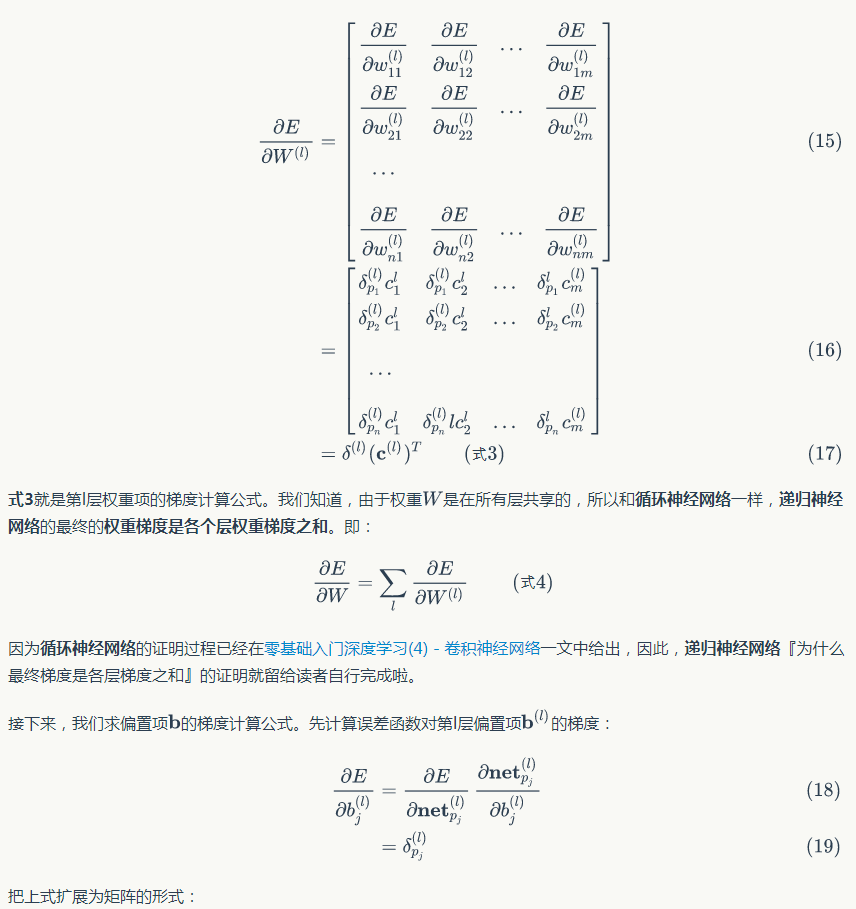 $$\frac{\partial E}{\partial W^{(l)}} = \begin{bmatrix} \frac{\partial E}{\partial w_{11}^{(l)}} & \frac{\partial E}{\partial w_{12}^{(l)}} & \dots & \frac{\partial E}{\partial w_{1m}^{(l)}} \\ \frac{\partial E}{\partial w_{21}^{(l)}} & \frac{\partial E}{\partial w_{22}^{(l)}} & \dots & \frac{\partial E}{\partial w_{2m}^{(l)}} \\ \dots \\ \frac{\partial E}{\partial w_{n1}^{(l)}} & \frac{\partial E}{\partial w_{n2}^{(l)}} & \dots & \frac{\partial E}{\partial w_{nm}^{(l)}} \end{bmatrix} \quad (15)$$
$$= \begin{bmatrix} \delta_{p_1}^{(l)} c_1^l & \delta_{p_1}^{(l)} c_2^l & \dots & \delta_{p_1}^l c_m^{(l)} \\ \delta_{p_2}^{(l)} c_1^l & \delta_{p_2}^{(l)} c_2^l & \dots & \delta_{p_2}^l c_m^{(l)} \\ \dots \\ \delta_{p_n}^{(l)} c_1^l & \delta_{p_n}^{(l)} l c_2^l & \dots & \delta_{p_n}^l c_m^{(l)} \end{bmatrix} \quad (16)$$
$$= \delta^{(l)} (\mathbf{c}^{(l)})^T \quad (式3) \quad (17)$$
式3就是第l层权重项的梯度计算公式。我们知道，由于权重$W$是在所有层共享的，所以和循环神经网络一样，递归神经
网络的最终的权重梯度是各个层权重梯度之和。即：
$$\frac{\partial E}{\partial W} = \sum_l \frac{\partial E}{\partial W^{(l)}} \quad (式4)$$
因为循环神经网络的证明过程已经在零基础入门深度学习(4) - 卷积神经网络一文中给出，因此，递归神经网络『为什么
最终梯度是各层梯度之和』的证明就留给读者自行完成啦。
接下来，我们求偏置项$\mathbf{b}$的梯度计算公式。先计算误差函数对第l层偏置项$\mathbf{b}^{(l)}$的梯度：
$$\frac{\partial E}{\partial b_j^{(l)}} = \frac{\partial E}{\partial \mathbf{net}_{p_j}^{(l)}} \frac{\partial \mathbf{net}_{p_j}^{(l)}}{\partial b_j^{(l)}} \quad (18)$$
$$= \delta_{p_j}^{(l)} \quad (19)$$
把上式扩展为矩阵的形式：